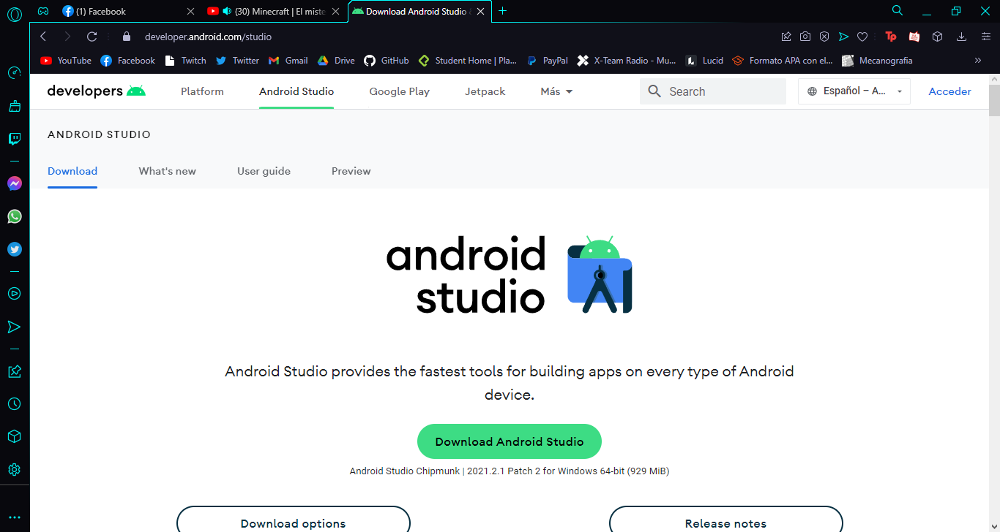 (1) Facebook
(30) Minecraft | El miste
Download Android Studio
developer.android.com/studio
YouTube
Facebook
Twitch
Twitter
Gmail
Drive
GitHub
Student Home | Pla...
PayPal
X-Team Radio - Mu...
Lucid
Formato APA con el...
Mecanografia
developers
Platform
Android Studio
Google Play
Jetpack
Más
Search
Español – A...
Acceder
ANDROID STUDIO
Download
What's new
User guide
Preview
android
studio
Android Studio provides the fastest tools for building apps on every type of Android
device.
Download Android Studio
Android Studio Chipmunk | 2021.2.1 Patch 2 for Windows 64-bit (929 MiB)
Download options
Release notes